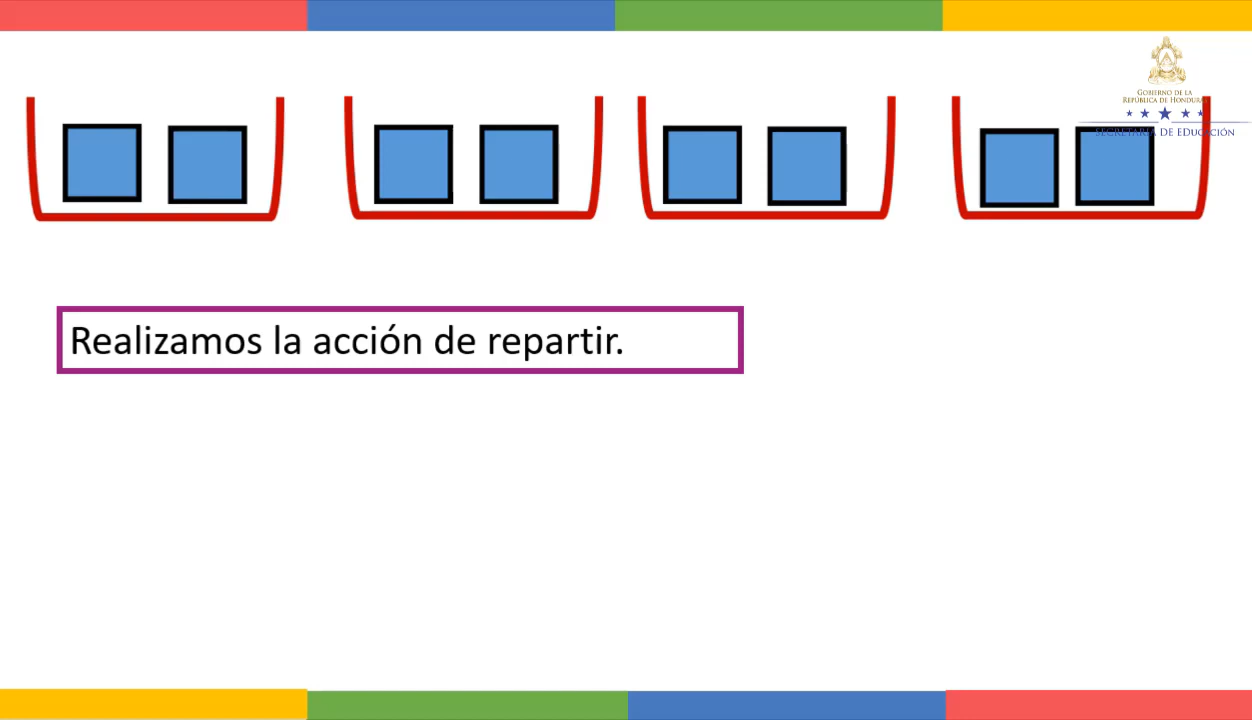 GOBIERNO DE LA
REPÚBLICA DE HONDURAS
SECRETARÍA DE EDUCACIÓN
Realizamos la acción de repartir.